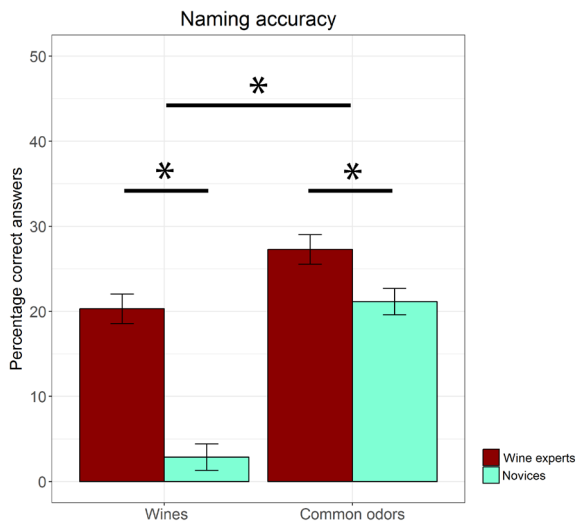 Naming accuracy
Percentage correct answers
50
40
30
20
10
0
*
*
*
Wines
Common odors
Wine experts
Novices